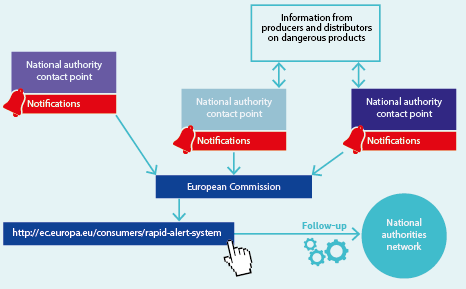 Information from
producers and distributors
on dangerous products
National authority
contact point
Notifications
National authority
contact point
Notifications
National authority
contact point
Notifications
European Commission
http://ec.europa.eu/consumers/rapid-alert-system
Follow-up
National
authorities
network